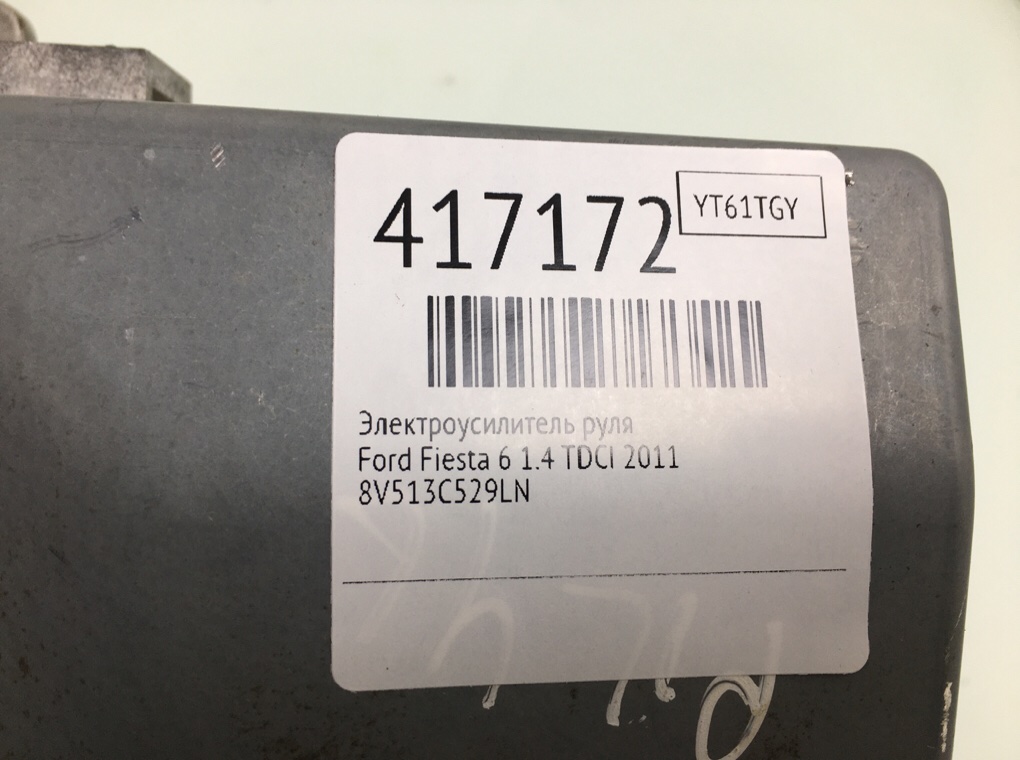 417172
YT61TGY
Электроусилитель руля
Ford Fiesta 6 1.4 TDCI 2011
8V513C529LN